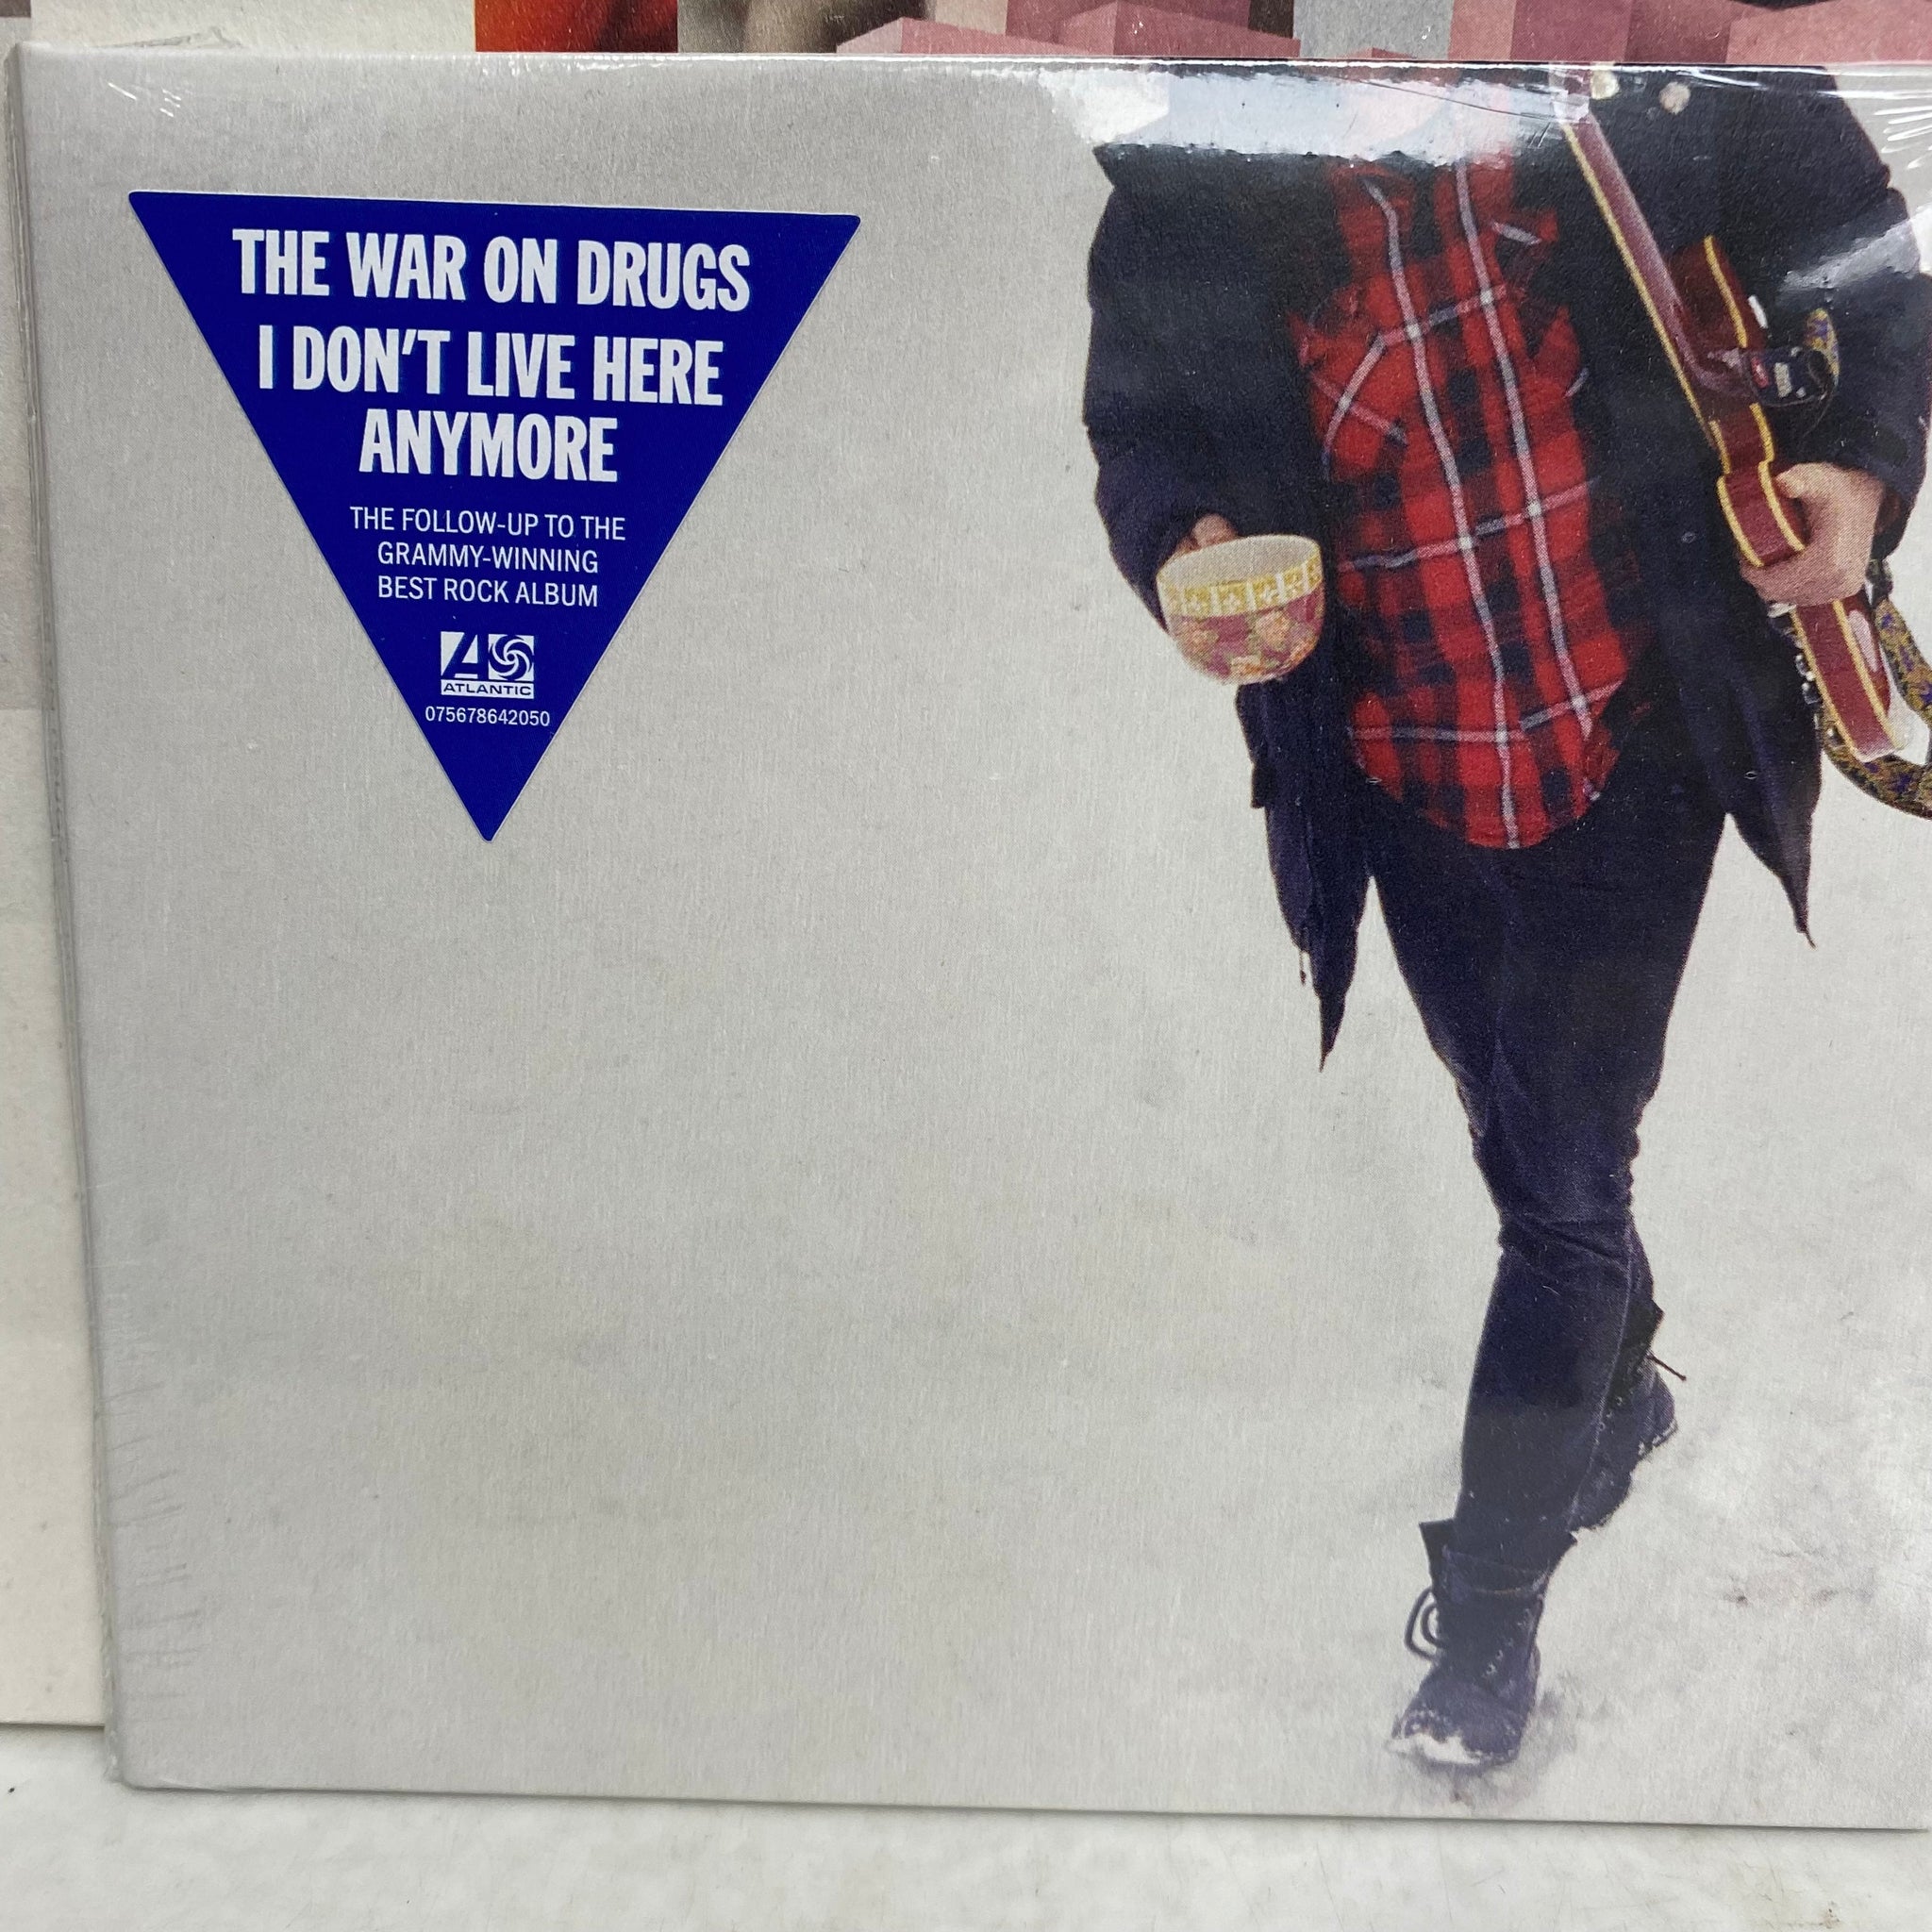 THE WAR ON DRUGS
I DON'T LIVE HERE
ANYMORE
THE FOLLOW-UP TO THE
GRAMMY-WINNING
BEST ROCK ALBUM
ATLANTIC
075678642050